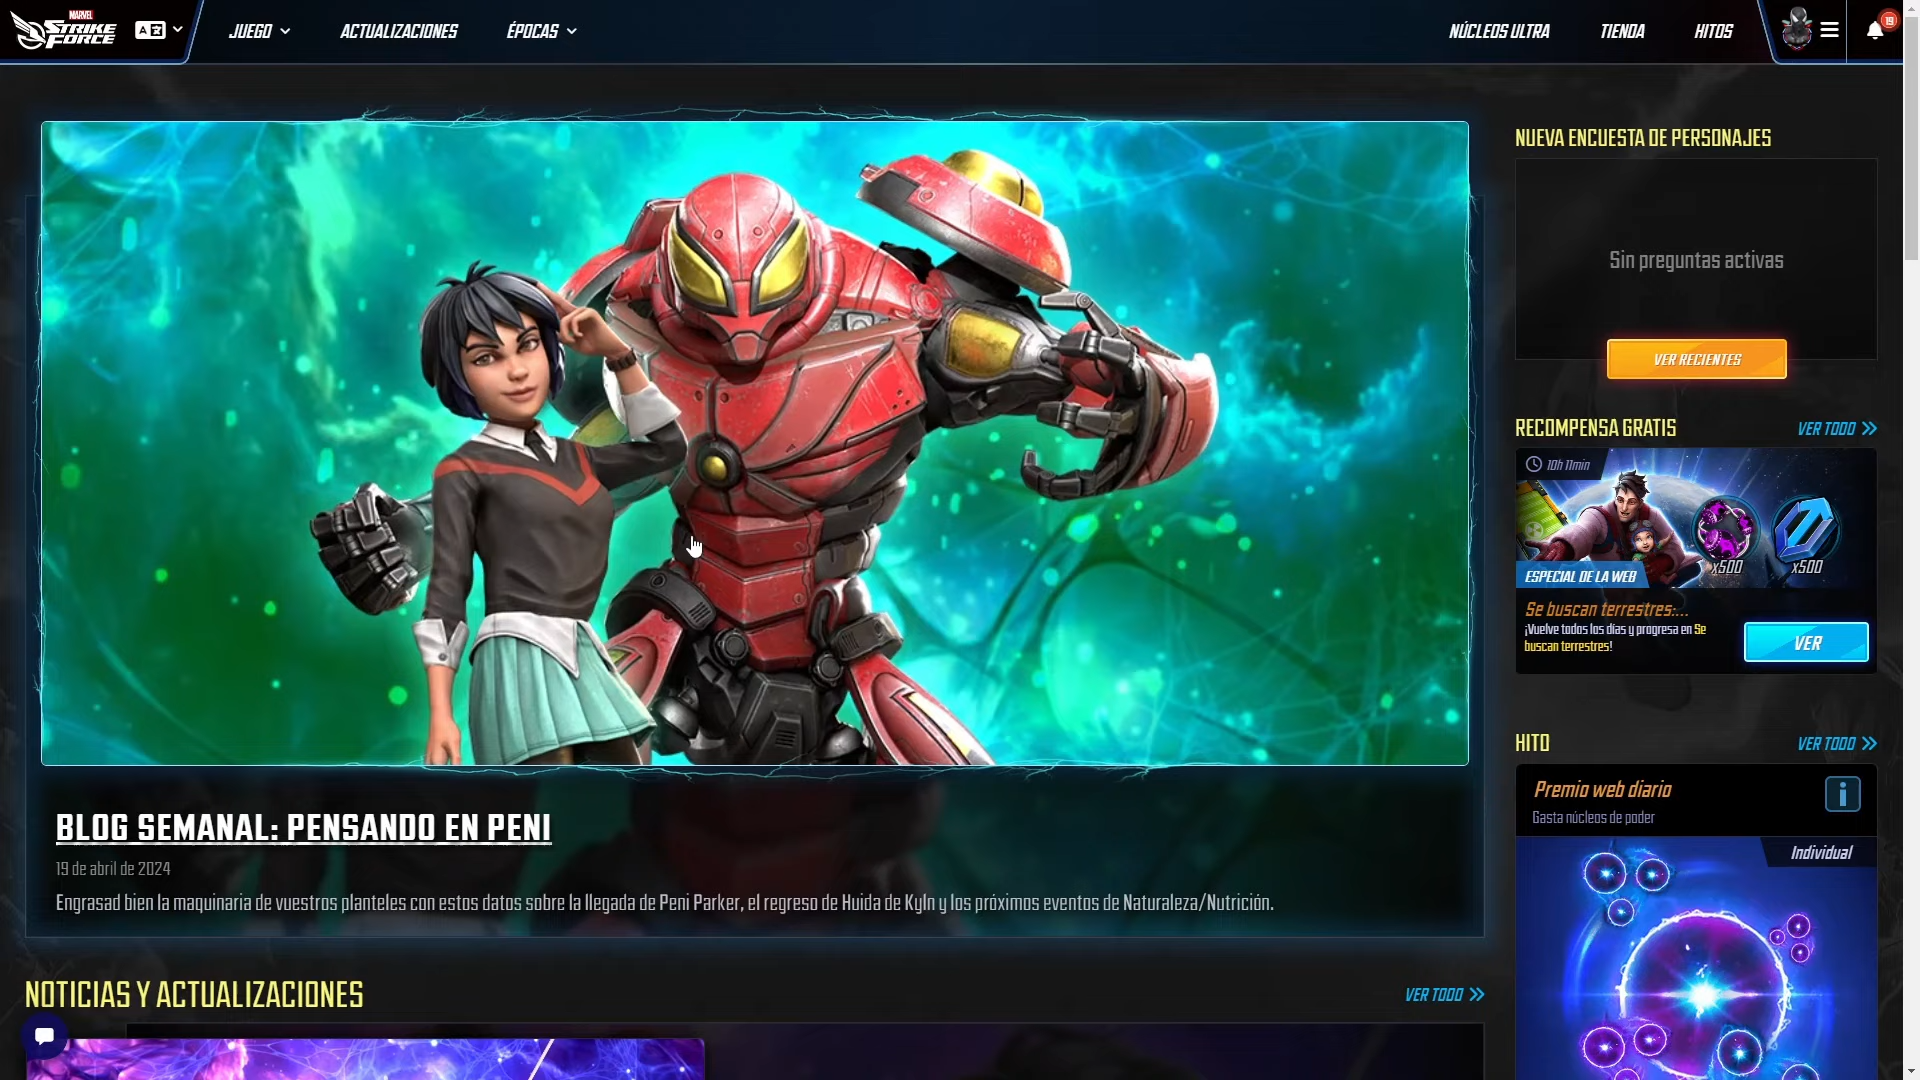 MARVEL
STRIKE
FORCE
JUEGO
ACTUALIZACIONES
ÉPOCAS
NÚCLEOS ULTRA
TIENDA
HITOS
19
NUEVA ENCUESTA DE PERSONAJES
Sin preguntas activas
VER RECIENTES
RECOMPENSA GRATIS
VER TODO
10h 11min
x500
x500
ESPECIAL DE LA WEB
Se buscan terrestres:...
¡Vuelve todos los días y progresa en Se
buscan terrestres!
VER
HITO
VER TODO
Premio web diario
Gasta núcleos de poder
Individual
BLOG SEMANAL: PENSANDO EN PENI
19 de abril de 2024
Engrasad bien la maquinaria de vuestros planteles con estos datos sobre la llegada de Peni Parker, el regreso de Huida de Kyln y los próximos eventos de Naturaleza/Nutrición.
NOTICIAS Y ACTUALIZACIONES
VER TODO